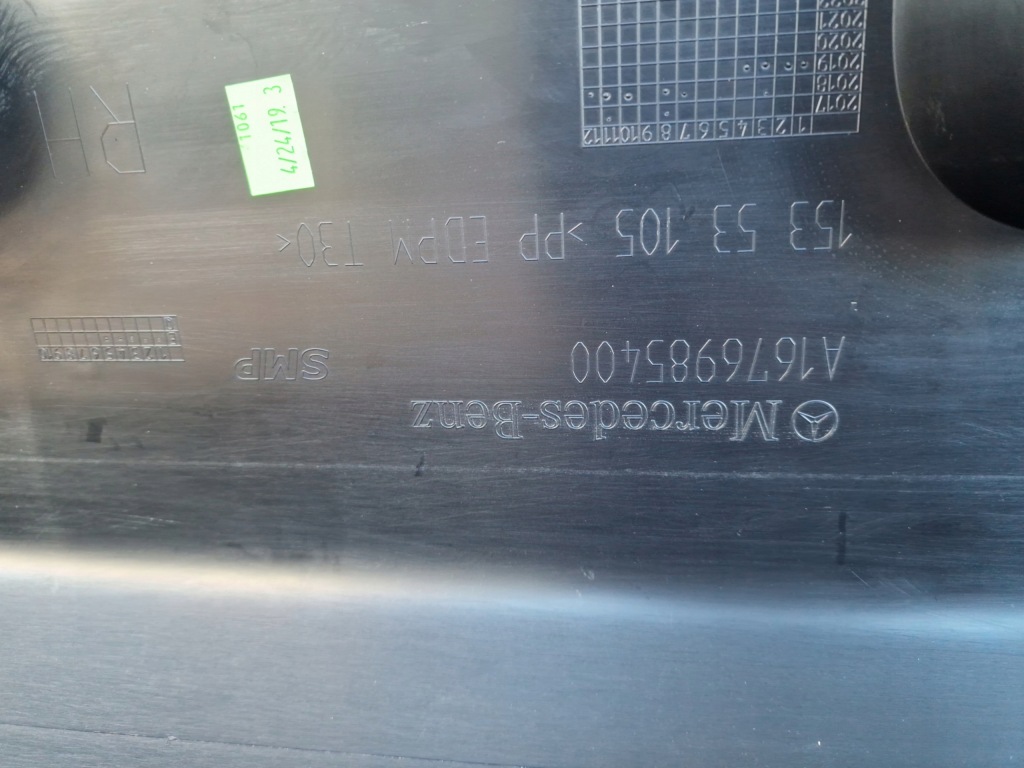 Mercedes-Benz
A1676985400
SMP
153 53 105 >PP EDPM T30<
RH
1061
4/24/19. 3
1 2 3 4 5 6 7 8 9 10 11 12
2017
2018
2019
2020
2021